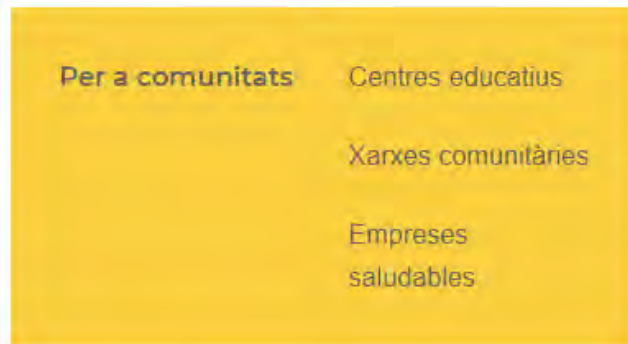 Per a comunitats
Centres educatius
Xarxes comunitàries
Empreses
saludables